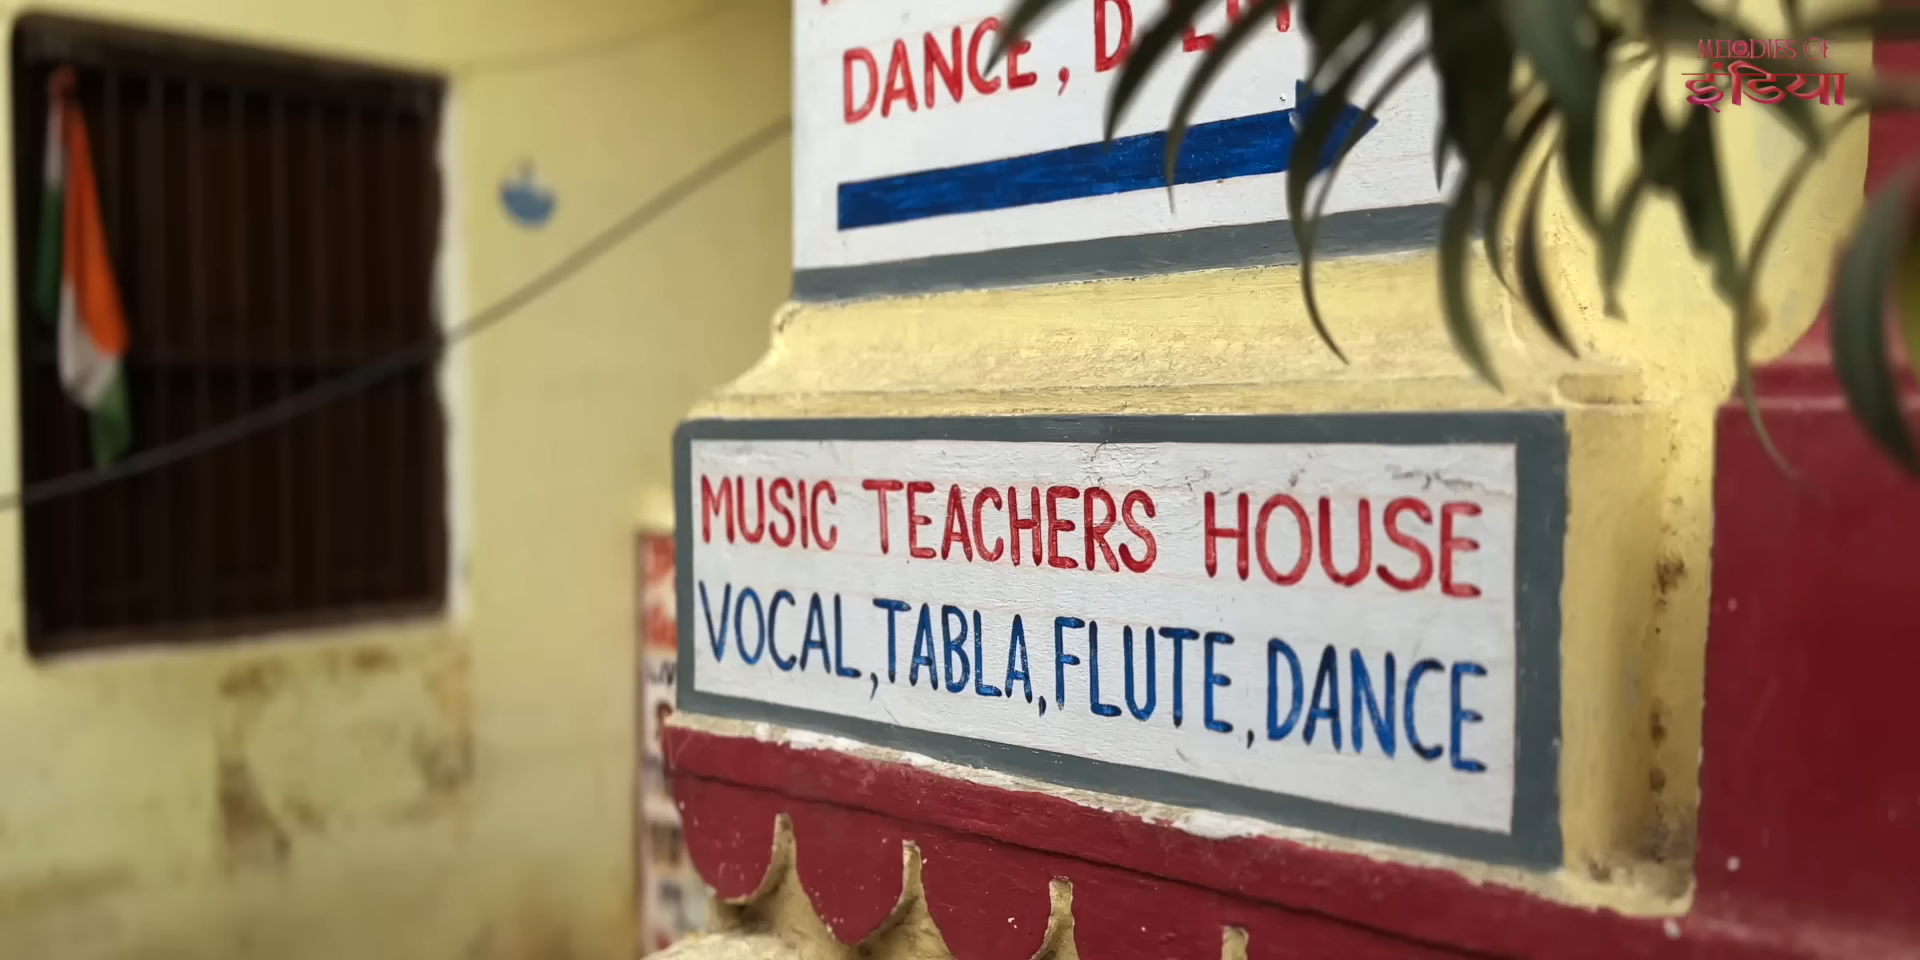 DANCE,
MELODIES OF
इंडिया
MUSIC TEACHERS HOUSE
VOCAL,TABLA,FLUTE,DANCE